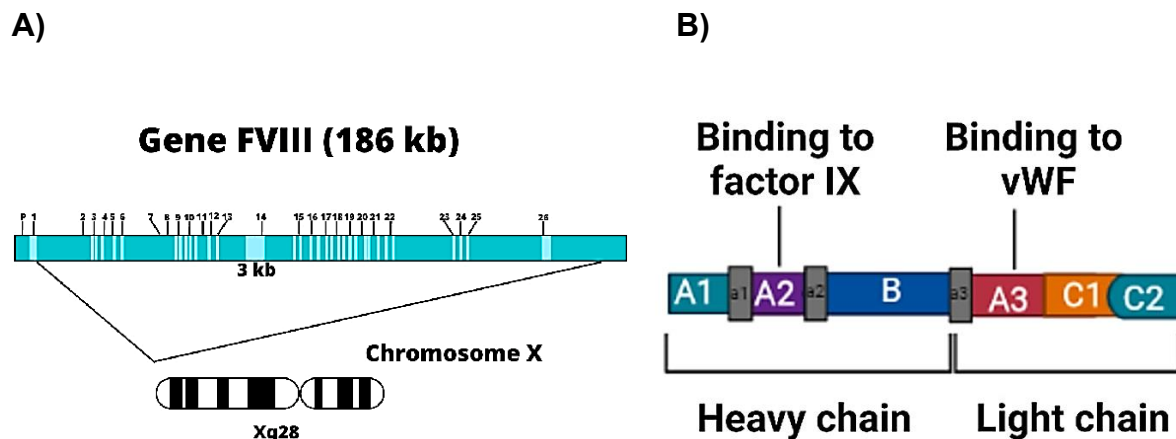 A)
B)
Gene FVIII (186 kb)
P 1 2 3 4 5 6 7 8 9 10 11 12 13 14 15 16 17 18 19 20 21 22 23 24 25 26
3 kb
Chromosome X
Xq28
Binding to
factor IX
Binding to
vWF
A1 a1 A2 a2 B a3 A3 C1 C2
Heavy chain
Light chain